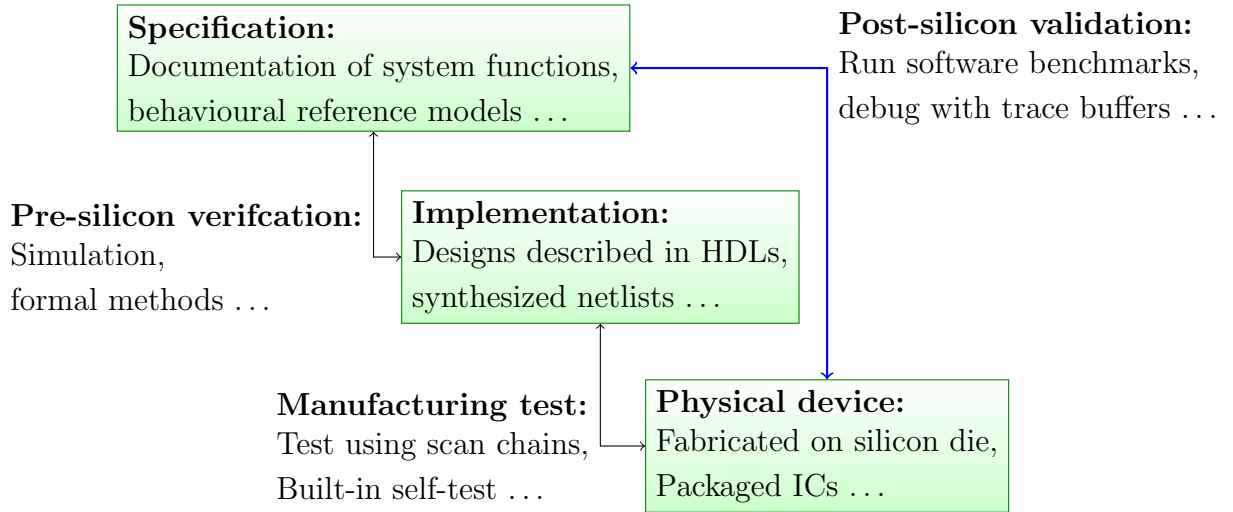 Specification:
Documentation of system functions,
behavioural reference models …
Post-silicon validation:
Run software benchmarks,
debug with trace buffers …
Pre-silicon verifcation:
Simulation,
formal methods …
Implementation:
Designs described in HDLs,
synthesized netlists …
Manufacturing test:
Test using scan chains,
Built-in self-test …
Physical device:
Fabricated on silicon die,
Packaged ICs …